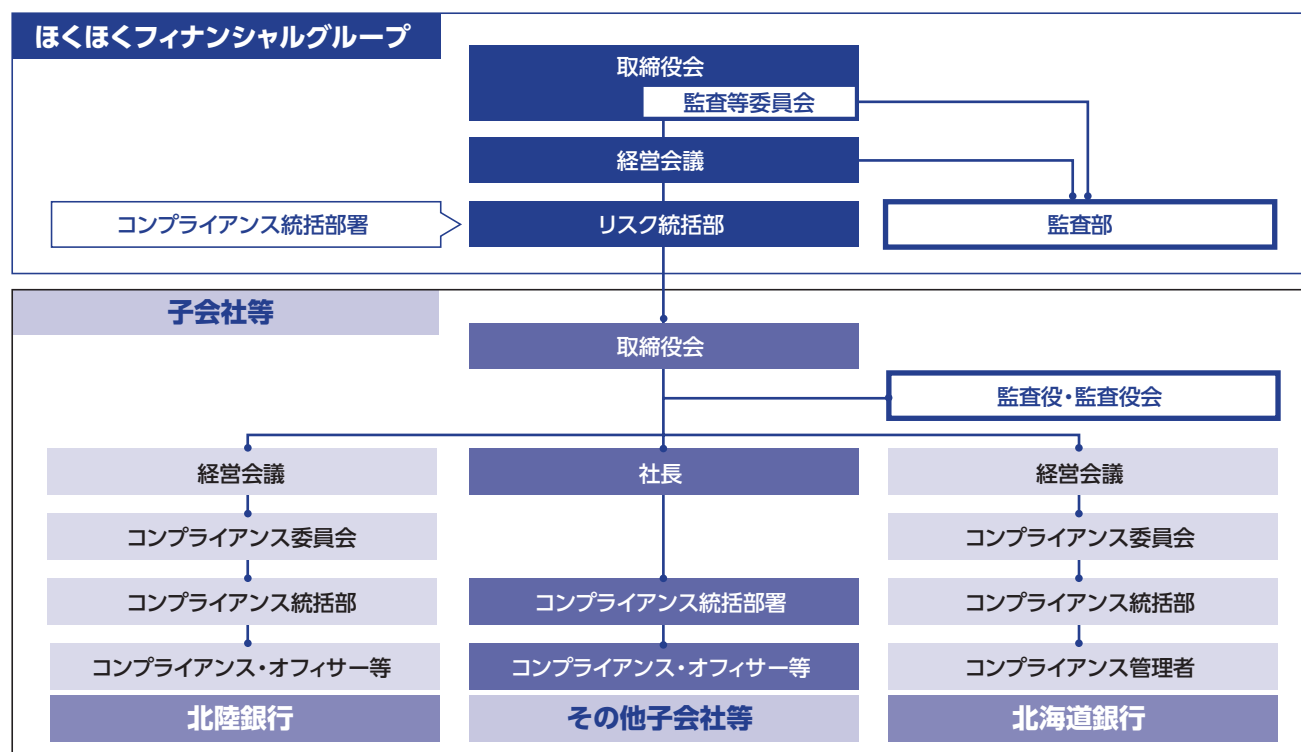 ほくほくフィナンシャルグループ
取締役会
監査等委員会
経営会議
コンプライアンス統括部署
リスク統括部
監査部
子会社等
取締役会
監査役・監査役会
経営会議
社長
経営会議
コンプライアンス委員会
コンプライアンス委員会
コンプライアンス統括部
コンプライアンス統括部署
コンプライアンス統括部
コンプライアンス・オフィサー等
コンプライアンス・オフィサー等
コンプライアンス管理者
北陸銀行
その他子会社等
北海道銀行